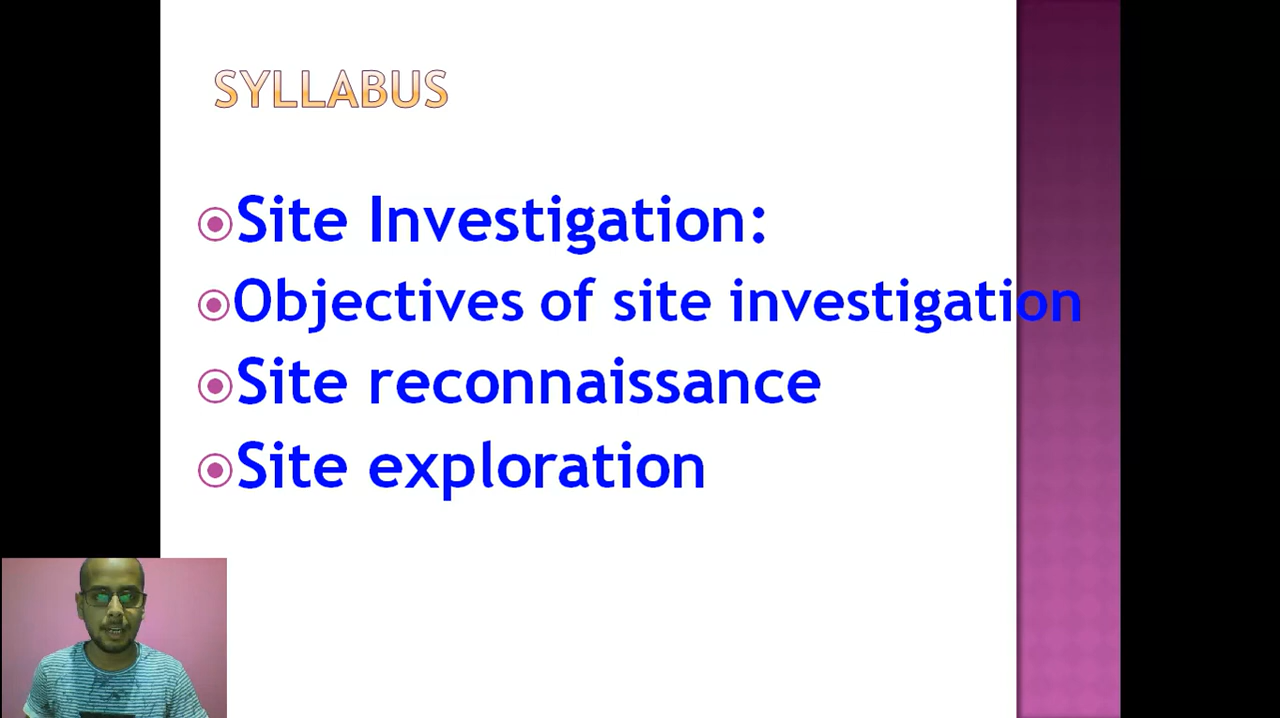 SYLLABUS
Site Investigation:
Objectives of site investigation
Site reconnaissance
Site exploration